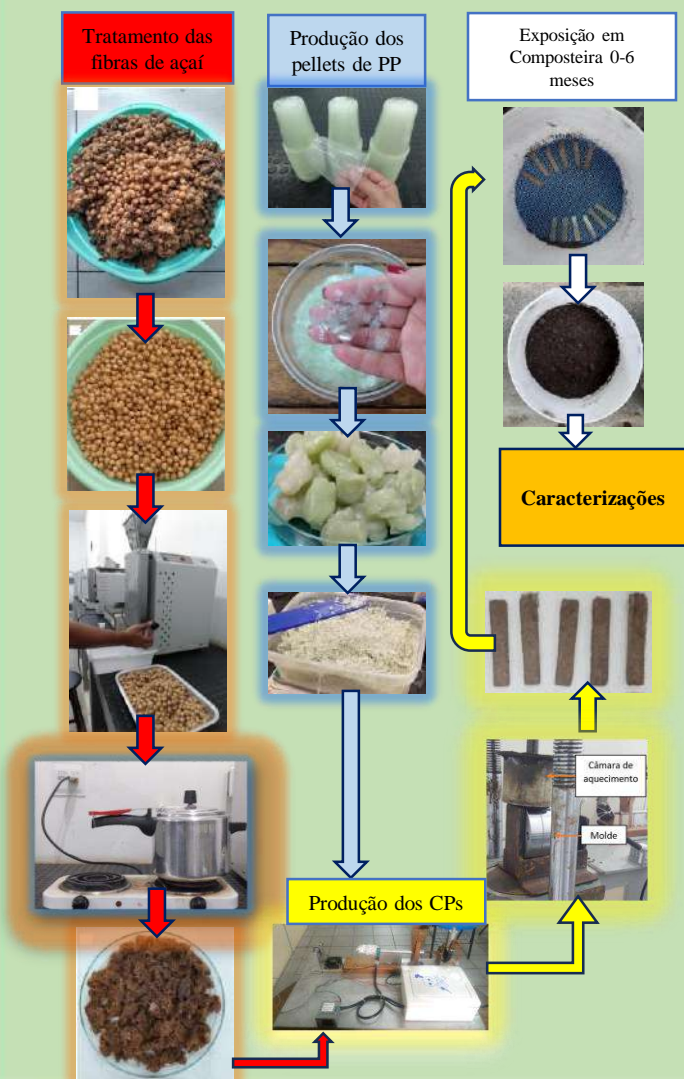 Tratamento das
fibras de açaí
Produção dos
pellets de PP
Exposição em
Composteira 0-6
meses
Caracterizações
Câmara de
aquecimento
Molde
Produção dos CPs